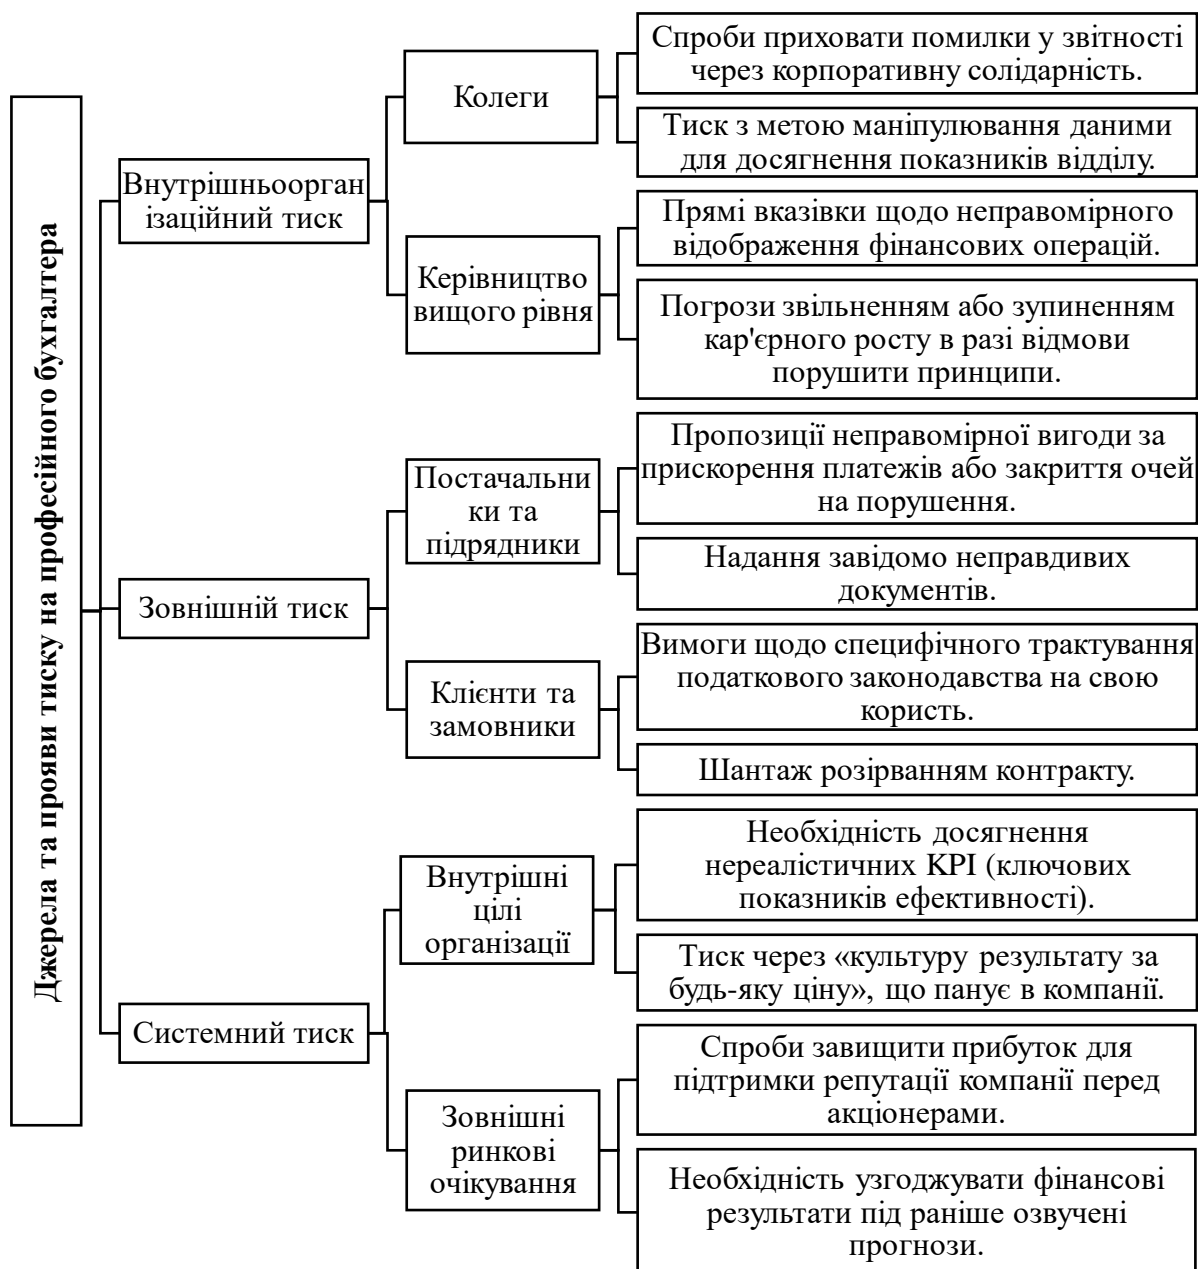 Джерела та прояви тиску на професійного бухгалтера
Внутрішньоорган
ізаційний тиск
Колеги
Спроби приховати помилки у звітності
через корпоративну солідарність.
Тиск з метою маніпулювання даними
для досягнення показників відділу.
Керівництво
вищого рівня
Прямі вказівки щодо неправомірного
відображення фінансових операцій.
Погрози звільненням або зупиненням
кар'єрного росту в разі відмови
порушити принципи.
Зовнішній тиск
Постачальни
ки та
підрядники
Пропозиції неправомірної вигоди за
прискорення платежів або закриття очей
на порушення.
Надання завідомо неправдивих
документів.
Клієнти та
замовники
Вимоги щодо специфічного трактування
податкового законодавства на свою
користь.
Шантаж розірванням контракту.
Системний тиск
Внутрішні
цілі
організації
Необхідність досягнення
нереалістичних KPI (ключових
показників ефективності).
Тиск через «культуру результату за
будь-яку ціну», що панує в компанії.
Зовнішні
ринкові
очікування
Спроби завищити прибуток для
підтримки репутації компанії перед
акціонерами.
Необхідність узгоджувати фінансові
результати під раніше озвучені
прогнози.